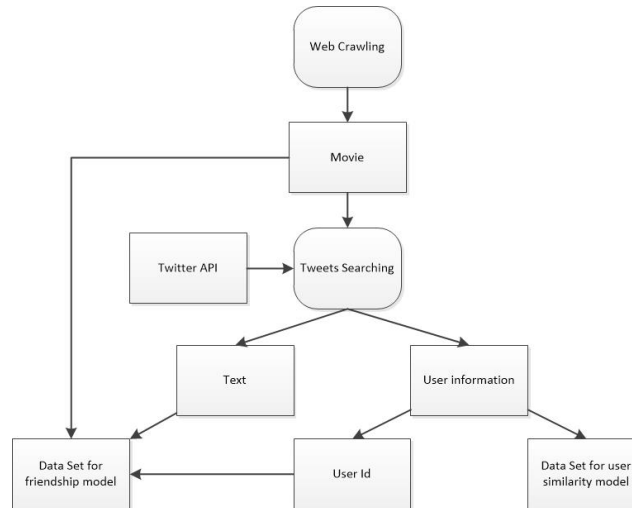 Web Crawling
Movie
Twitter API
Tweets Searching
Text
User information
Data Set for
friendship model
User Id
Data Set for user
similarity model